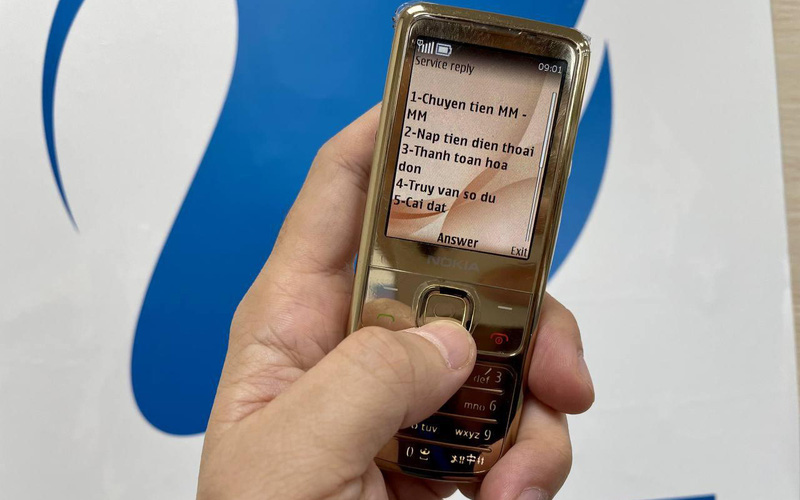 09:01
Service reply
1-Chuyen tien MM -
MM
2-Nap tien dien thoai
3-Thanh toan hoa
don
4-Truy van so du
5-Cai dat
Answer
Exit
NOKIA
def 3
mno 6
tuv
wxyz 9
0